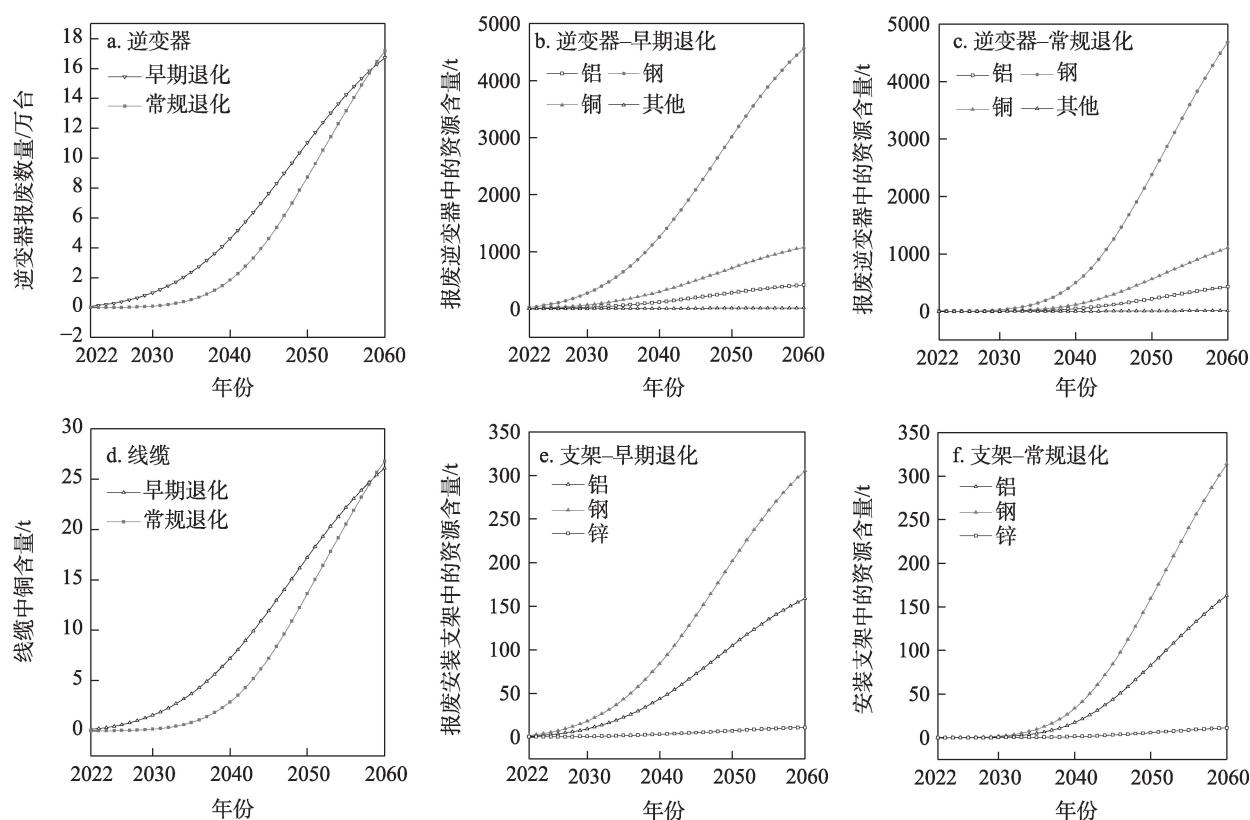 逆变器报废数量/万台
18
16
14
12
10
8
6
4
2
0
−2
a. 逆变器
早期退化
常规退化
2022 2030 2040 2050 2060
年份
报废逆变器中的资源含量/t
5000
4000
3000
2000
1000
0
b. 逆变器–早期退化
铝 钢
铜 其他
2022 2030 2040 2050 2060
年份
报废逆变器中的资源含量/t
5000
4000
3000
2000
1000
0
c. 逆变器–常规退化
铝 钢
铜 其他
2022 2030 2040 2050 2060
年份
线缆中铜含量/t
30
25
20
15
10
5
0
d. 线缆
早期退化
常规退化
2022 2030 2040 2050 2060
年份
报废安装支架中的资源含量/t
350
300
250
200
150
100
50
0
e. 支架–早期退化
铝
钢
锌
2022 2030 2040 2050 2060
年份
安装支架中的资源含量/t
350
300
250
200
150
100
50
0
f. 支架–常规退化
铝
钢
锌
2022 2030 2040 2050 2060
年份